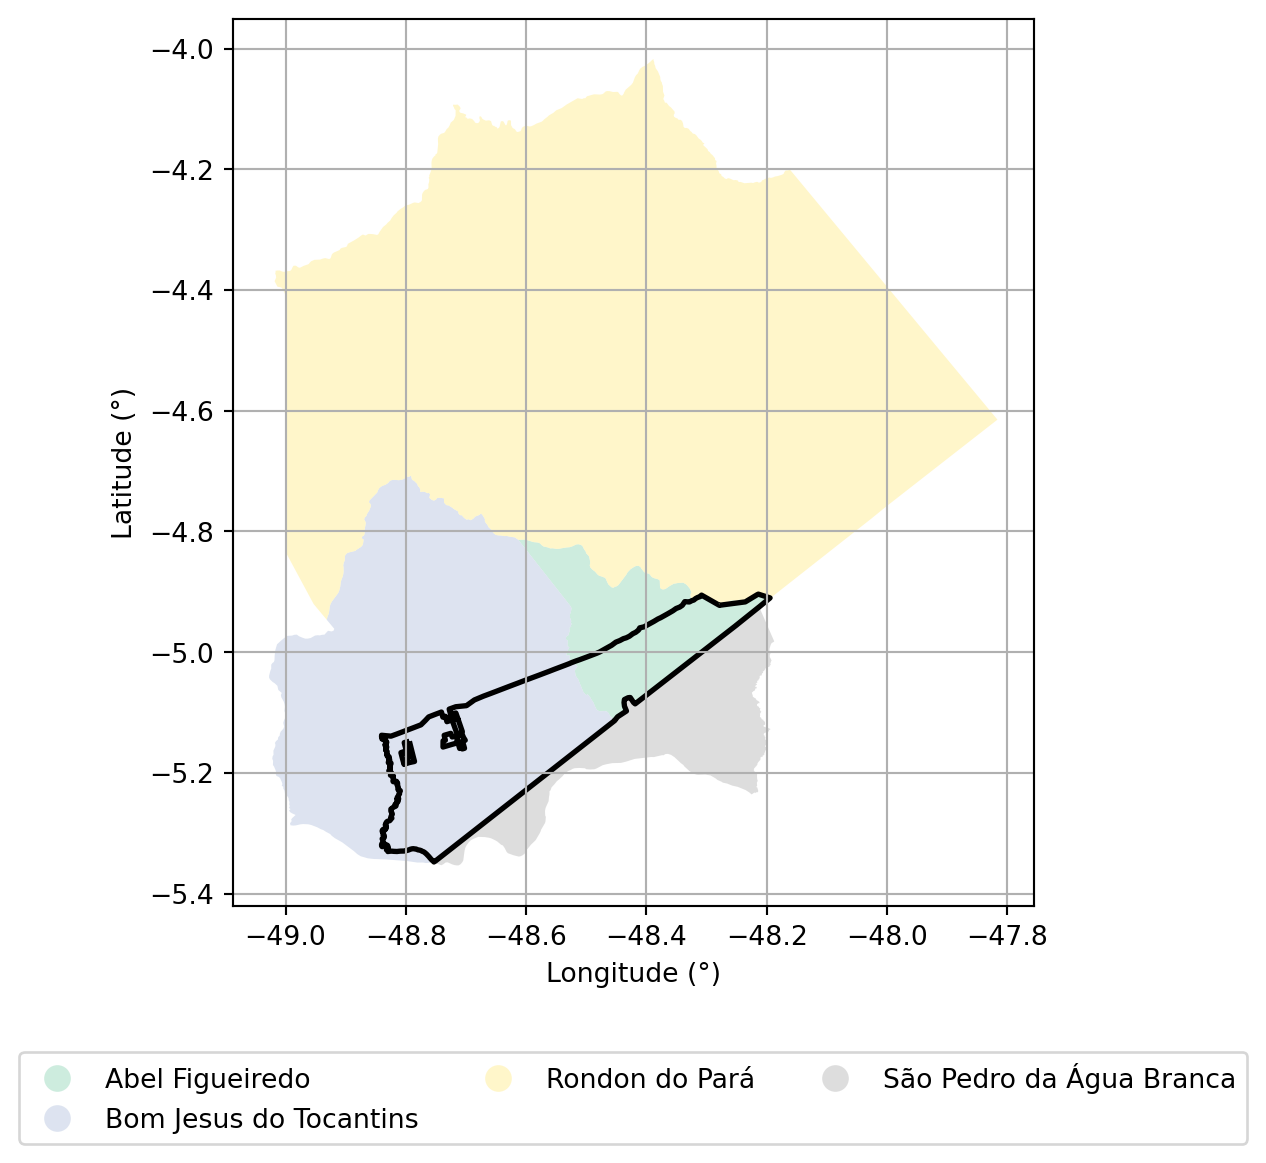 −4.0
−4.2
−4.4
−4.6
−4.8
−5.0
−5.2
−5.4
Latitude (°)
−49.0 −48.8 −48.6 −48.4 −48.2 −48.0 −47.8
Longitude (°)
Abel Figueiredo Rondon do Pará São Pedro da Água Branca
Bom Jesus do Tocantins